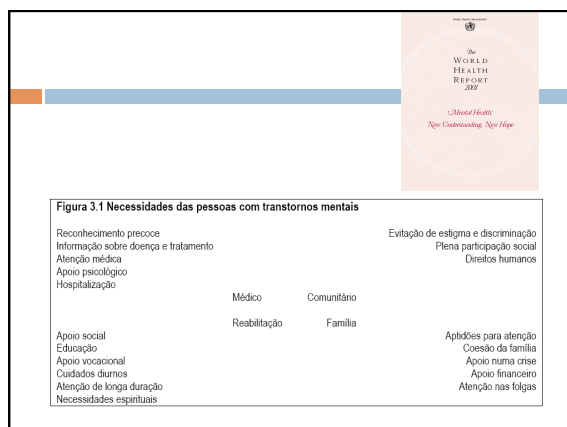 The
WORLD
HEALTH
REPORT
2001
Mental Health:
New Understanding, New Hope
Figura 3.1 Necessidades das pessoas com transtornos mentais
Reconhecimento precoce
Informação sobre doença e tratamento
Atenção médica
Apoio psicológico
Hospitalização
Evitação de estigma e discriminação
Plena participação social
Direitos humanos
Médico Comunitário
Reabilitação Família
Apoio social
Educação
Apoio vocacional
Cuidados diurnos
Atenção de longa duração
Necessidades espirituais
Aptidões para atenção
Coesão da família
Apoio numa crise
Apoio financeiro
Atenção nas folgas